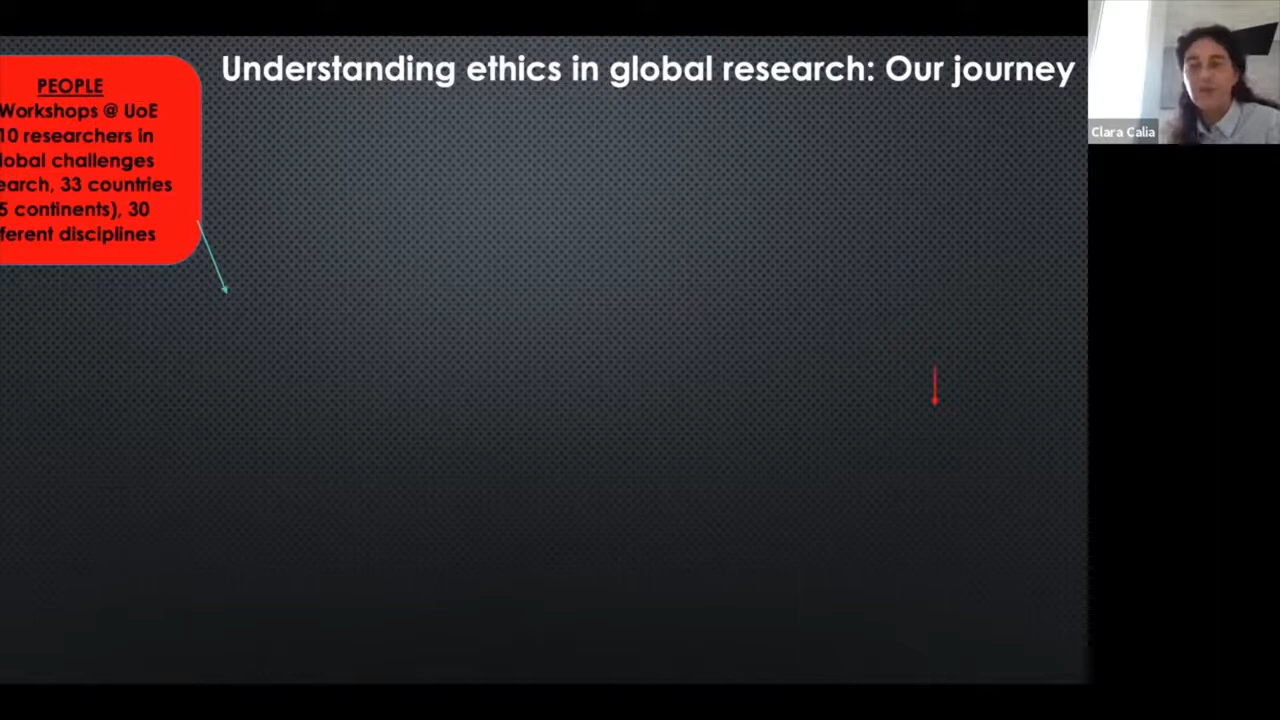 Understanding ethics in global research: Our journey
PEOPLE
Workshops @ UoE
10 researchers in
lobal challenges
earch, 33 countries
5 continents), 30
ferent disciplines
Clara Calia